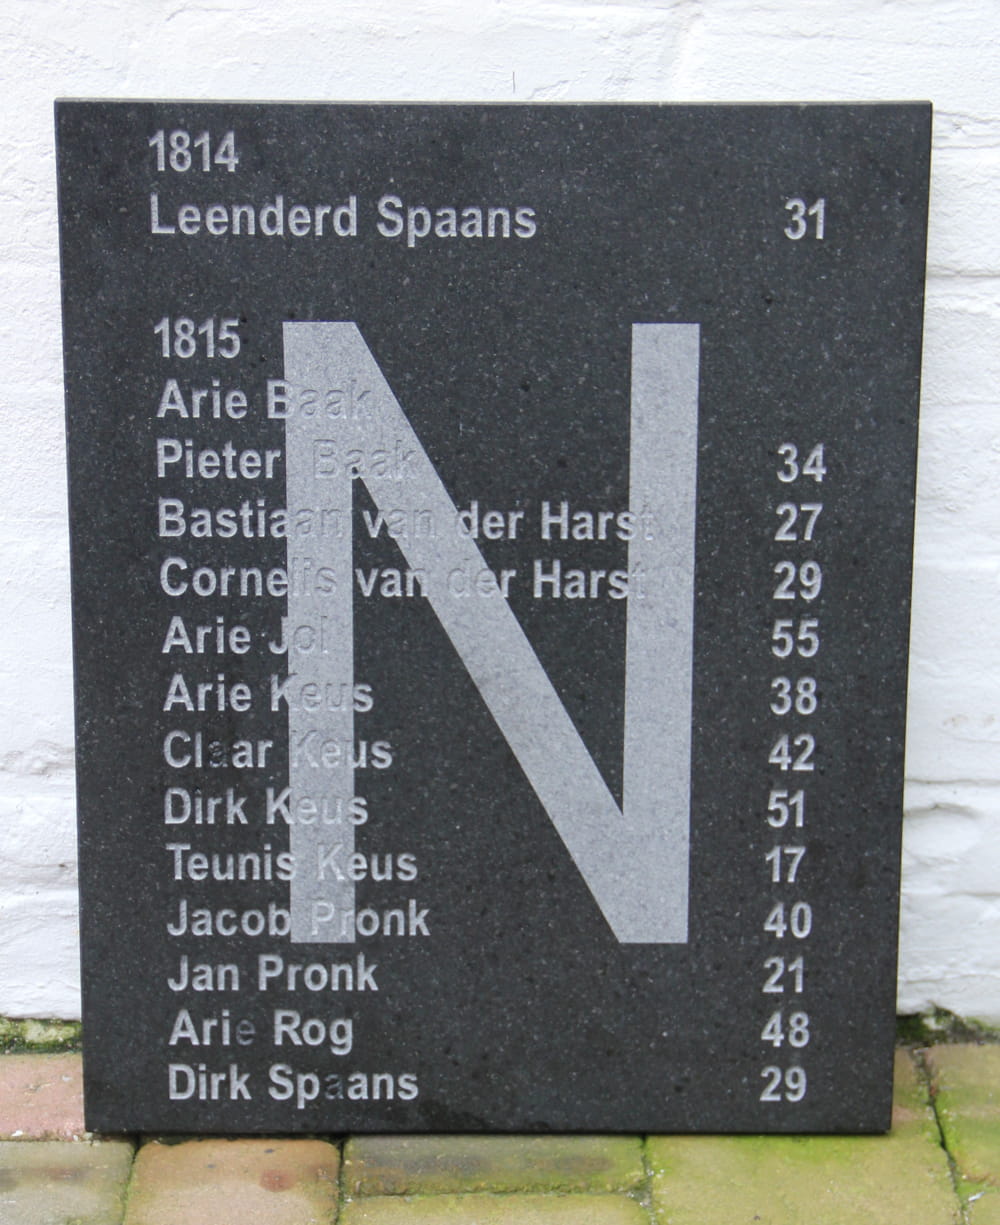 1814
Leenderd Spaans 31
1815
Arie Baak
Pieter Baak 34
Bastiaan van der Harst 27
Cornelis van der Harst 29
Arie Jol 55
Arie Keus 38
Claar Keus 42
Dirk Keus 51
Teunis Keus 17
Jacob Pronk 40
Jan Pronk 21
Arie Rog 48
Dirk Spaans 29
N